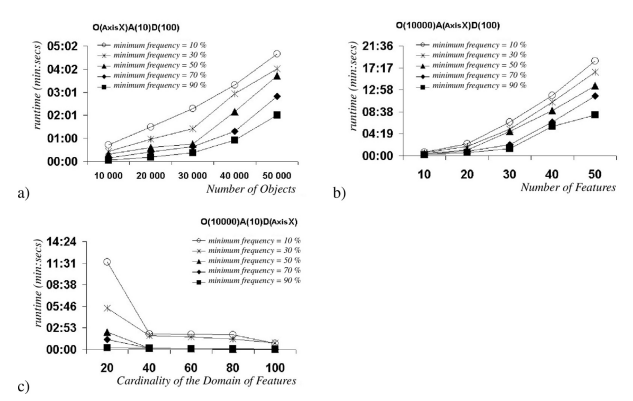 O(AxisX)A(10)D(100)
runtime (min:secs)
05:02
04:02
03:02
02:01
01:00
00:00
minimum frequency = 10 %
minimum frequency = 30 %
minimum frequency = 50 %
minimum frequency = 70 %
minimum frequency = 90 %
10 000 20 000 30 000 40 000 50 000
Number of Objects
a)
O(10000)A(AxisX)D(100)
runtime (min:secs)
21:36
17:17
12:58
08:38
04:19
00:00
minimum frequency = 10 %
minimum frequency = 30 %
minimum frequency = 50 %
minimum frequency = 70 %
minimum frequency = 90 %
10 20 30 40 50
Number of Features
b)
O(10000)A(10)D(AxisX)
runtime (min:secs)
14:24
11:31
08:38
05:46
02:53
00:00
minimum frequency = 10 %
minimum frequency = 30 %
minimum frequency = 50 %
minimum frequency = 70 %
minimum frequency = 90 %
20 40 60 80 100
Cardinality of the Domain of Features
c)